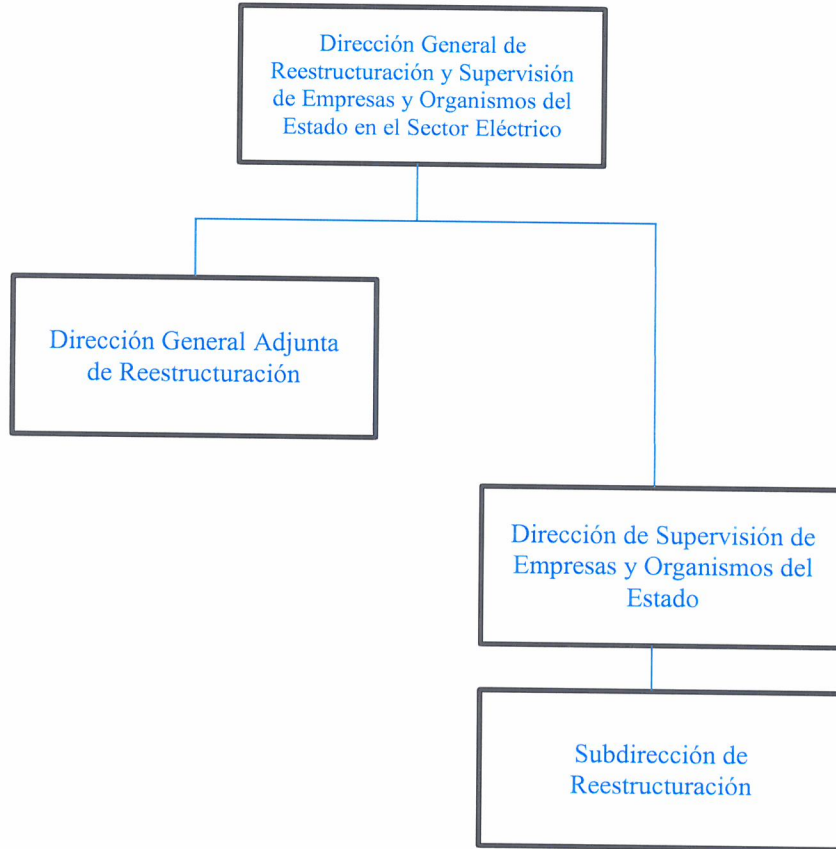 Dirección General de
Reestructuración y Supervisión
de Empresas y Organismos del
Estado en el Sector Eléctrico
Dirección General Adjunta
de Reestructuración
Dirección de Supervisión de
Empresas y Organismos del
Estado
Subdirección de
Reestructuración